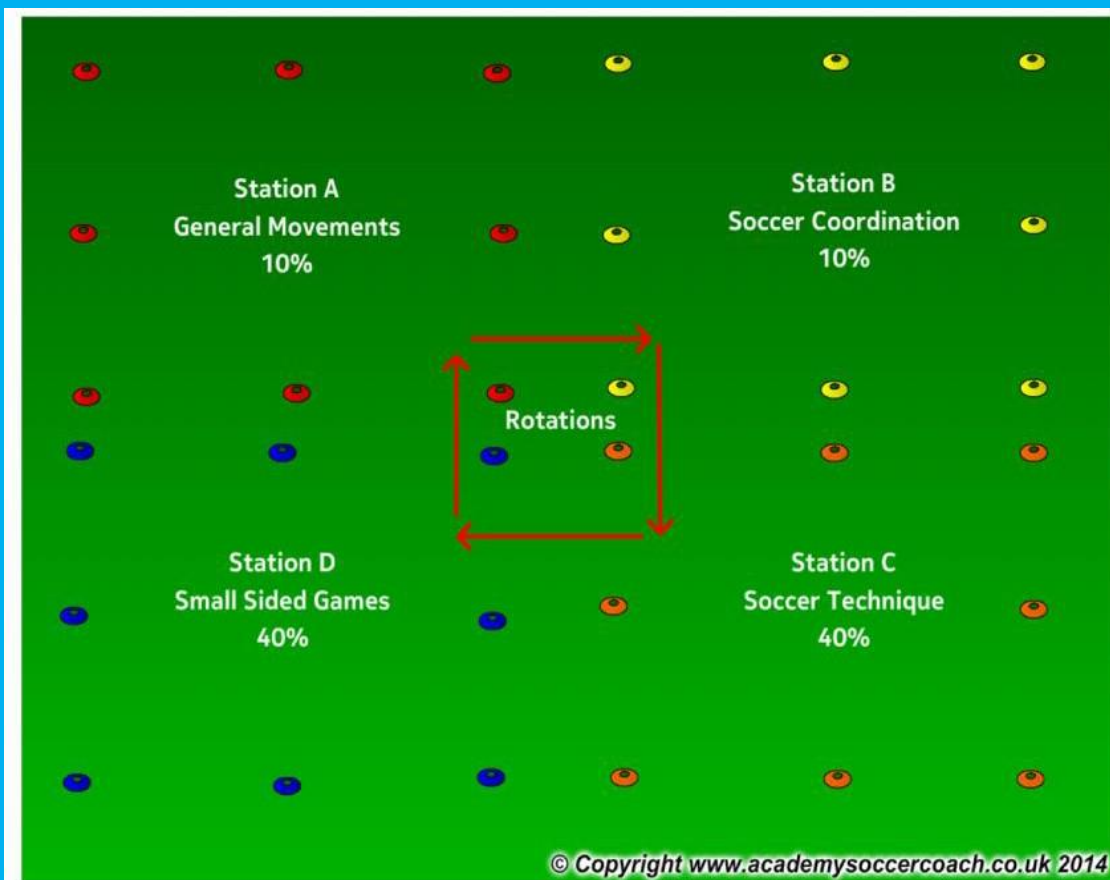 Station A
General Movements
10%
Station B
Soccer Coordination
10%
Rotations
Station D
Small Sided Games
40%
Station C
Soccer Technique
40%
© Copyright www.academysoccercoach.co.uk 2014